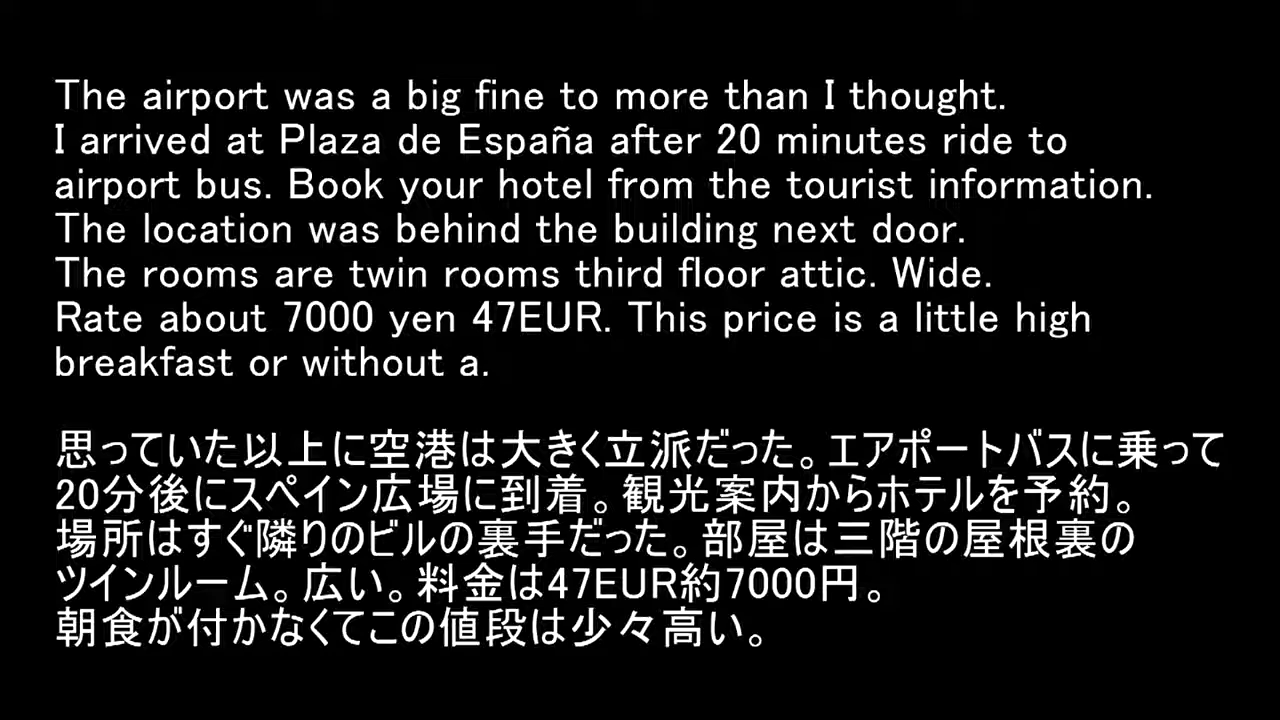 The airport was a big fine to more than I thought.
I arrived at Plaza de España after 20 minutes ride to
airport bus. Book your hotel from the tourist information.
The location was behind the building next door.
The rooms are twin rooms third floor attic. Wide.
Rate about 7000 yen 47EUR. This price is a little high
breakfast or without a.
思っていた以上に空港は大きく立派だった。エアポートバスに乗って
20分後にスペイン広場に到着。観光案内からホテルを予約。
場所はすぐ隣りのビルの裏手だった。部屋は三階の屋根裏の
ツインルーム。広い。料金は47EUR約7000円。
朝食が付かなくてこの値段は少々高い。